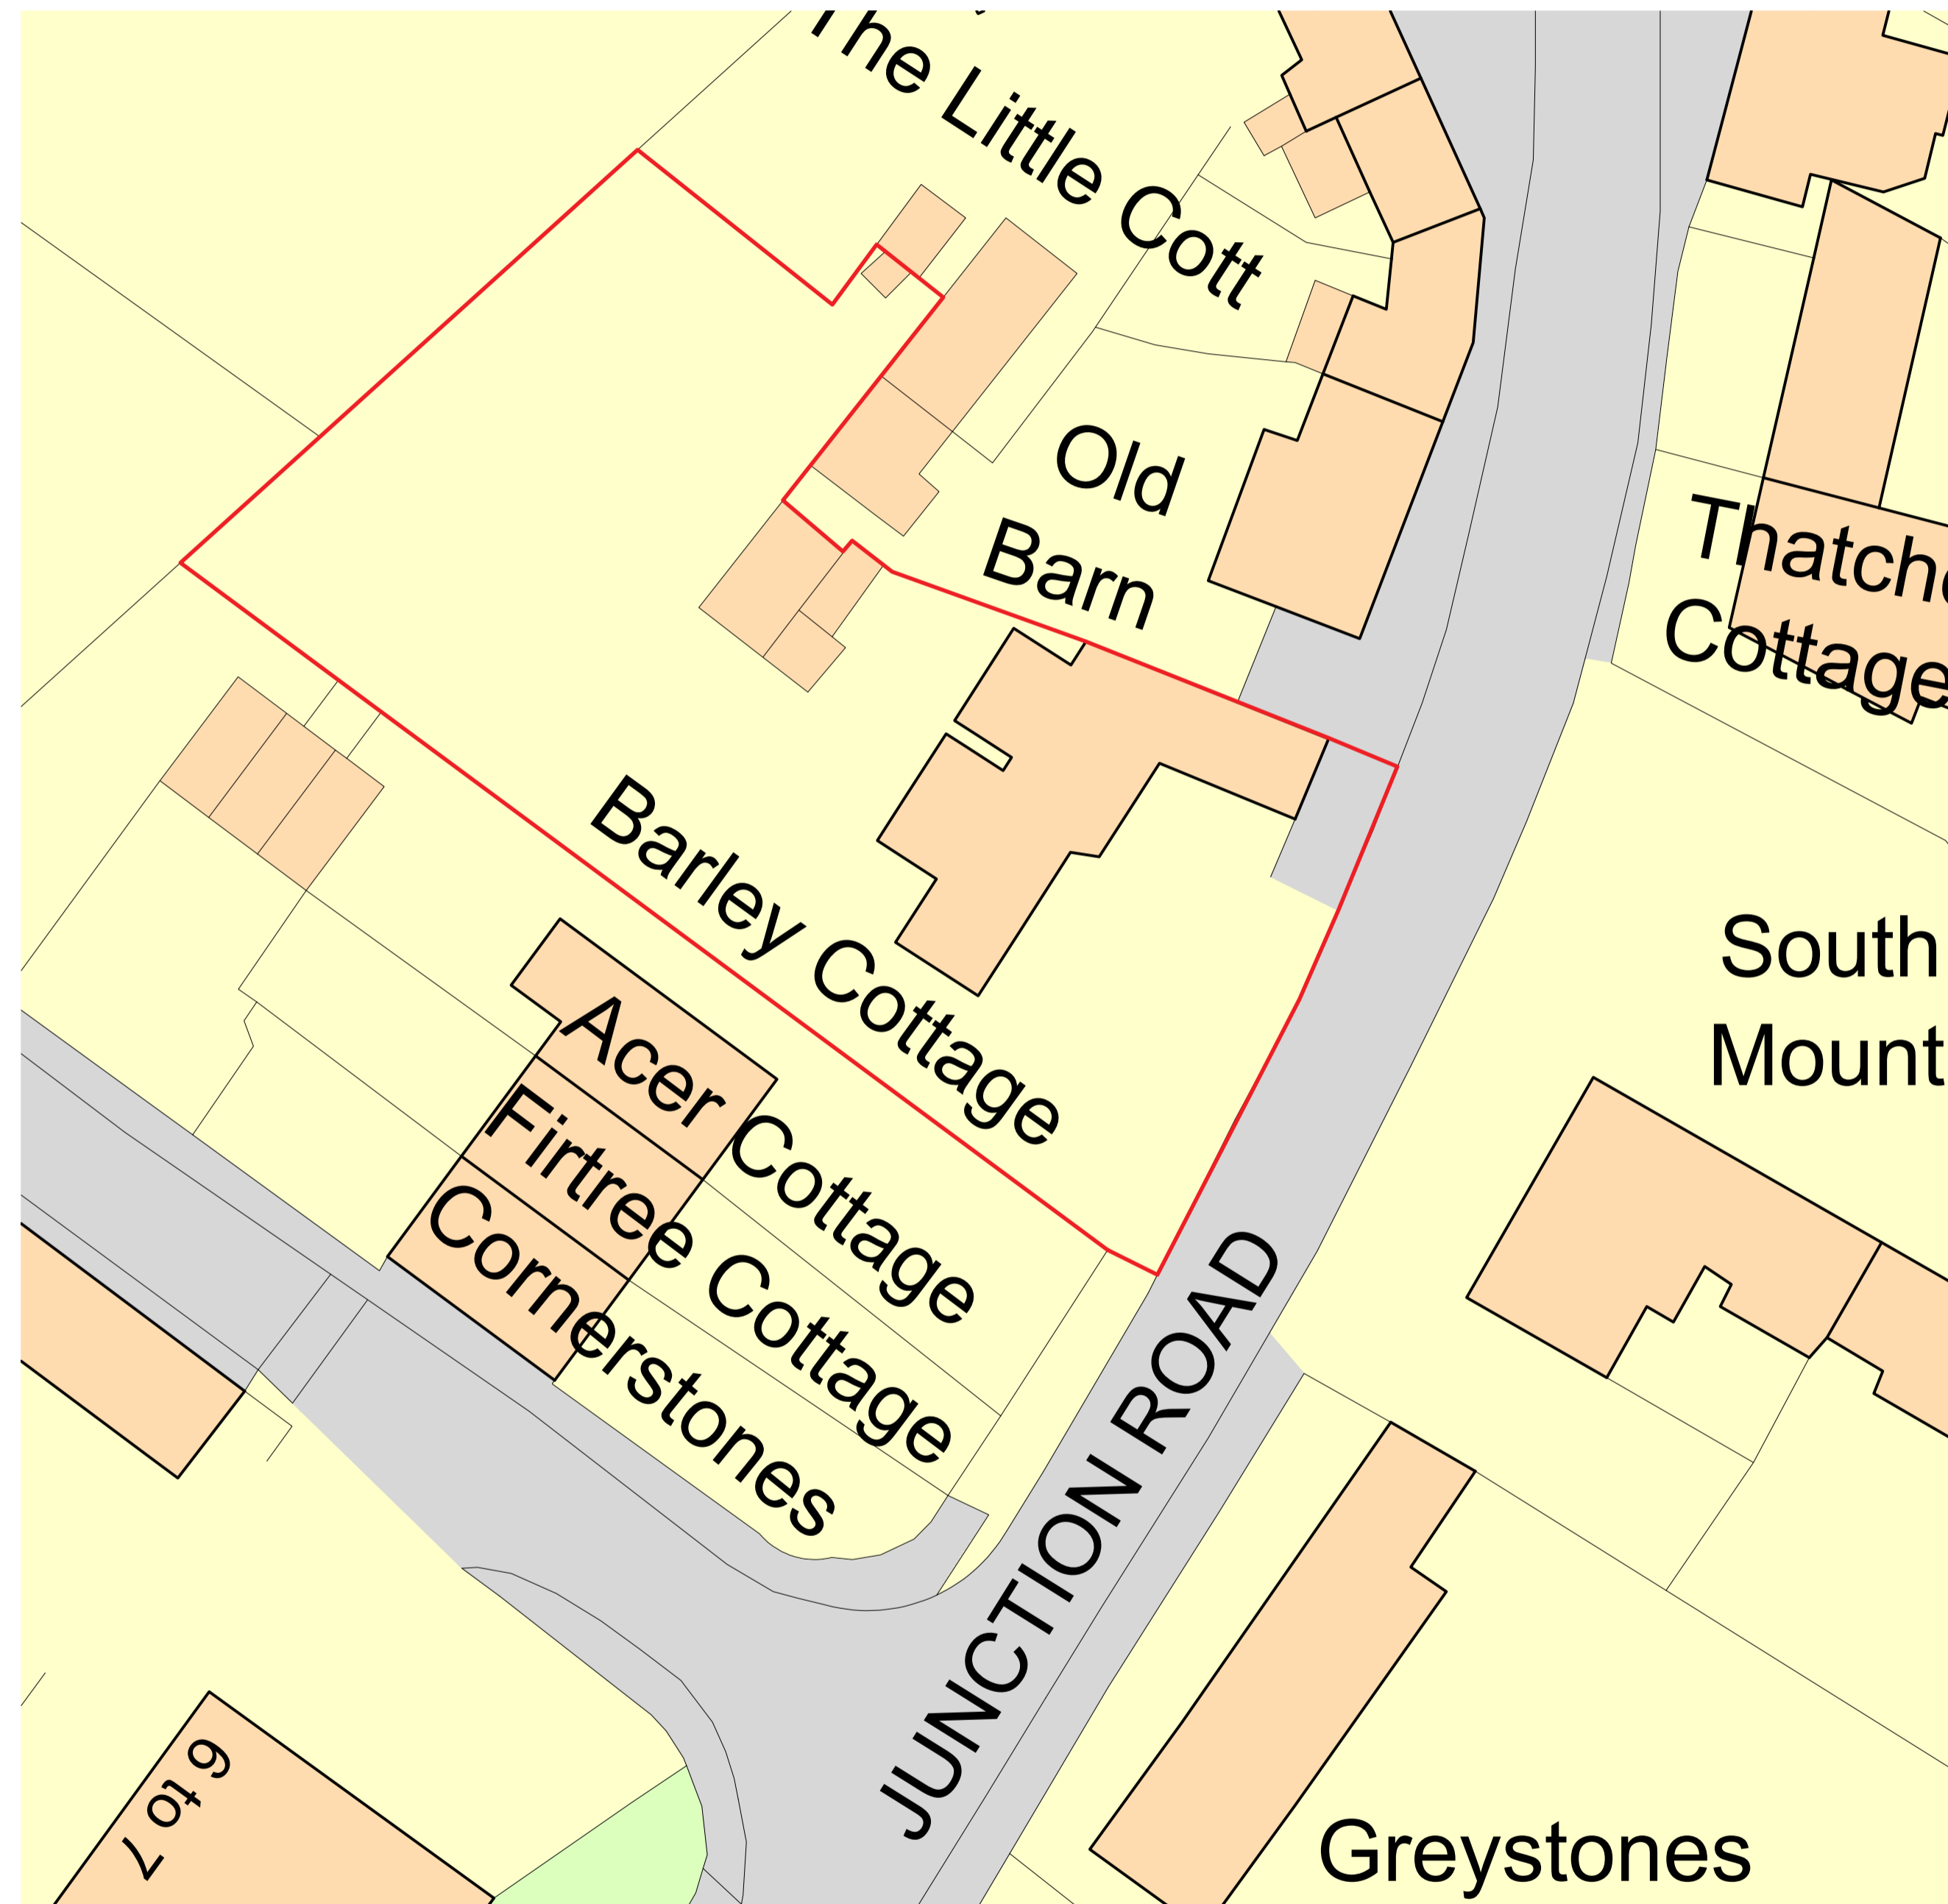 The Little Cott
Old
Barn
Cottage
South
Mount
Barley Cottage
Acer Cottage
Firtree Cottage
Cornerstones
JUNCTION ROAD
6 to 7
Greystones